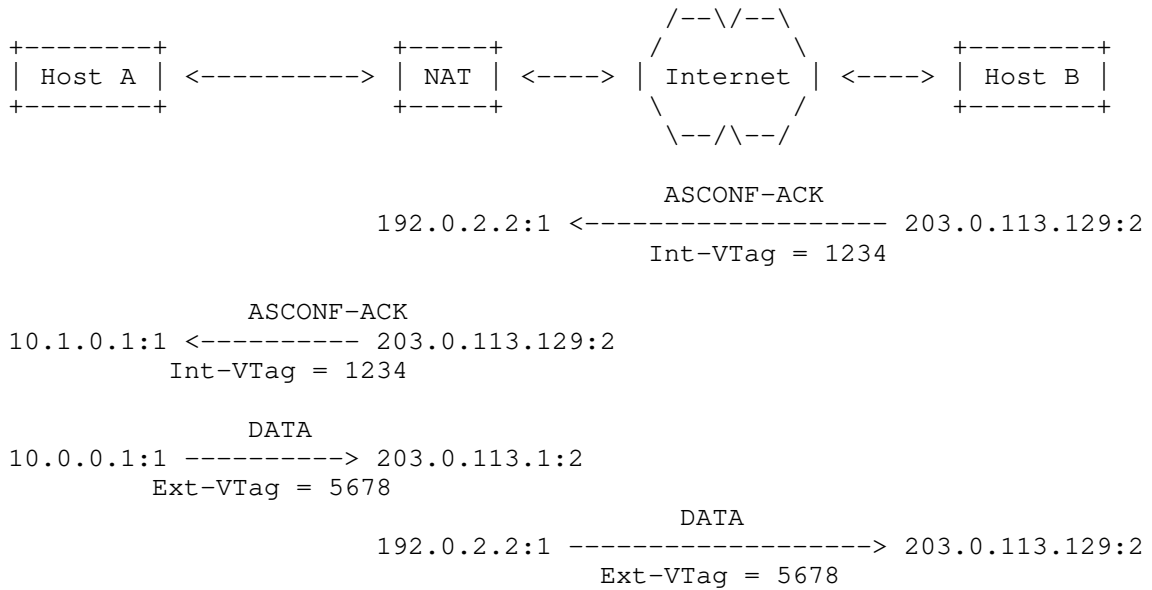 /--\/--\
+--------+              +-----+         /        \         +--------+
| Host A | <----------> | NAT | <----> | Internet | <----> | Host B |
+--------+              +-----+         \        /         +--------+
                                         \--/\--/
ASCONF-ACK
192.0.2.2:1 <------------------- 203.0.113.129:2
Int-VTag = 1234
ASCONF-ACK
10.1.0.1:1 <---------- 203.0.113.129:2
Int-VTag = 1234
DATA
10.0.0.1:1 ----------> 203.0.113.1:2
Ext-VTag = 5678
DATA
192.0.2.2:1 -------------------> 203.0.113.129:2
Ext-VTag = 5678